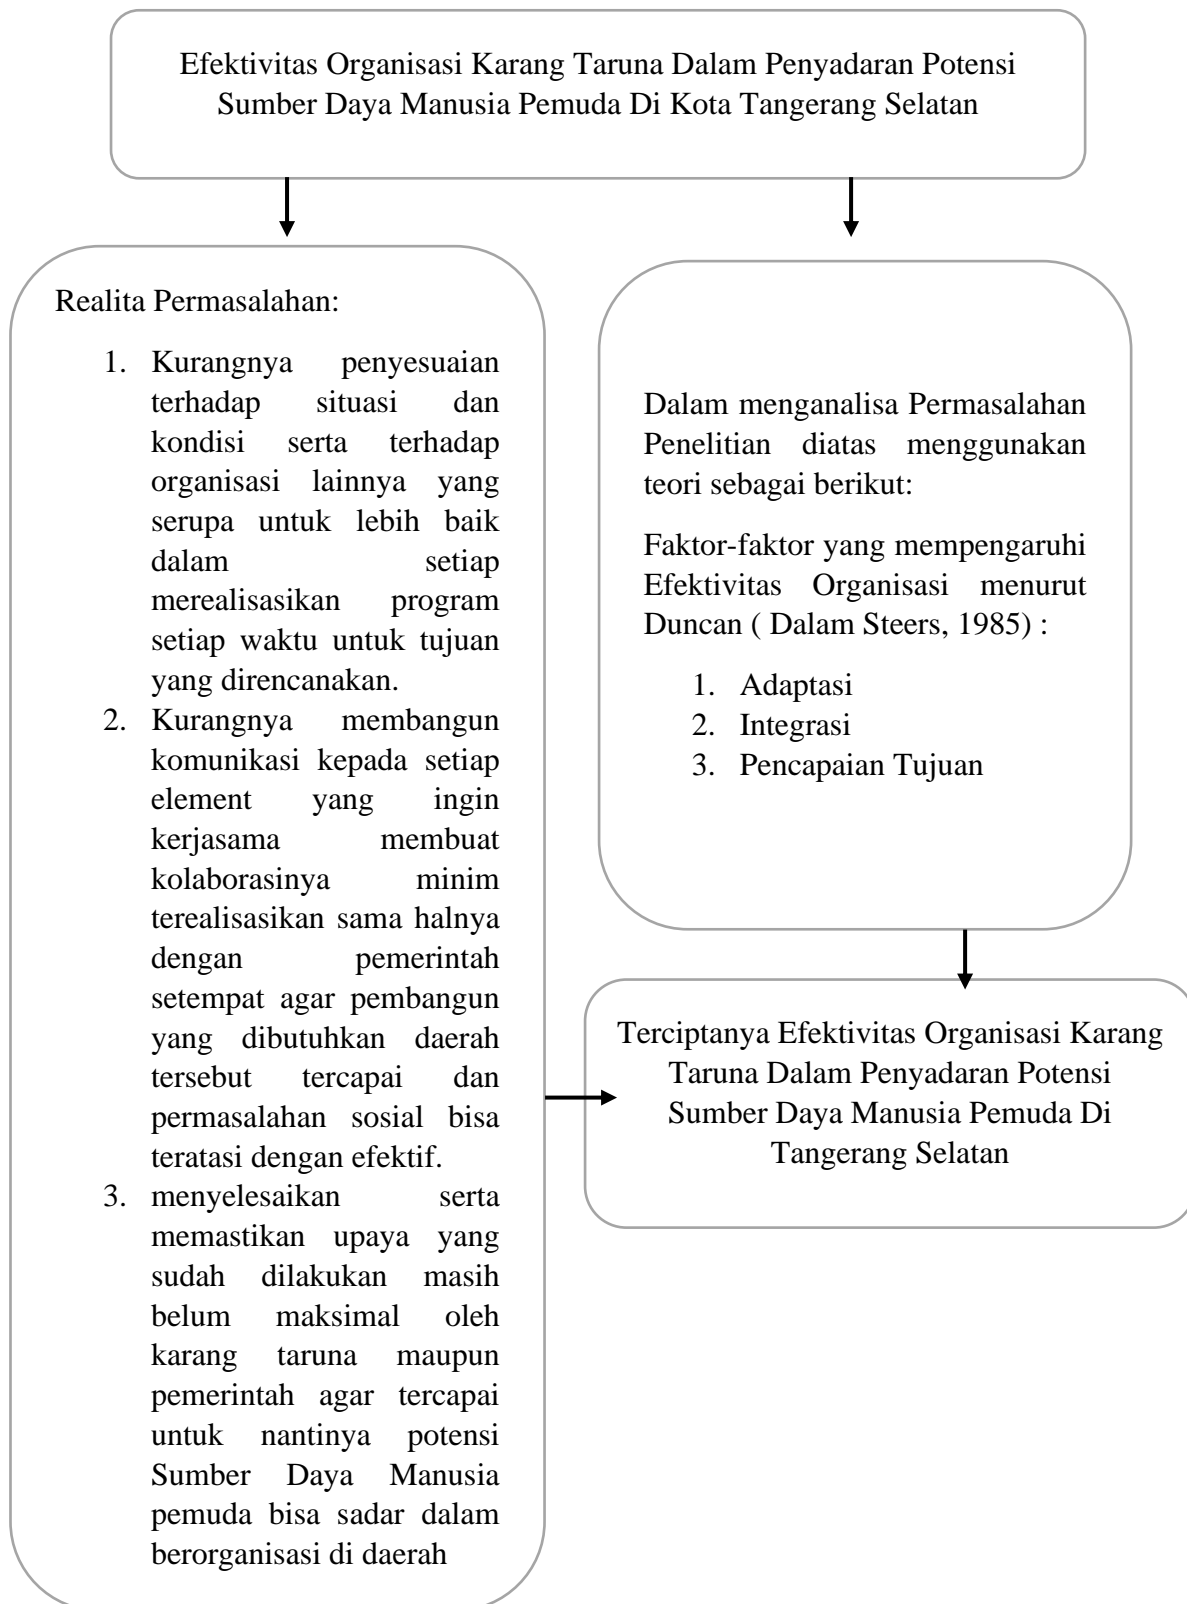 Efektivitas Organisasi Karang Taruna Dalam Penyadaran Potensi
Sumber Daya Manusia Pemuda Di Kota Tangerang Selatan
Realita Permasalahan:
1. Kurangnya penyesuaian
terhadap situasi dan
kondisi serta terhadap
organisasi lainnya yang
serupa untuk lebih baik
dalam setiap
merealisasikan program
setiap waktu untuk tujuan
yang direncanakan.
2. Kurangnya membangun
komunikasi kepada setiap
element yang ingin
kerjasama membuat
kolaborasinya minim
terealisasikan sama halnya
dengan pemerintah
setempat agar pembangun
yang dibutuhkan daerah
tersebut tercapai dan
permasalahan sosial bisa
teratasi dengan efektif.
3. menyelesaikan serta
memastikan upaya yang
sudah dilakukan masih
belum maksimal oleh
karang taruna maupun
pemerintah agar tercapai
untuk nantinya potensi
Sumber Daya Manusia
pemuda bisa sadar dalam
berorganisasi di daerah
Dalam menganalisa Permasalahan
Penelitian diatas menggunakan
teori sebagai berikut:
Faktor-faktor yang mempengaruhi
Efektivitas Organisasi menurut
Duncan ( Dalam Steers, 1985) :
1. Adaptasi
2. Integrasi
3. Pencapaian Tujuan
Terciptanya Efektivitas Organisasi Karang
Taruna Dalam Penyadaran Potensi
Sumber Daya Manusia Pemuda Di
Tangerang Selatan